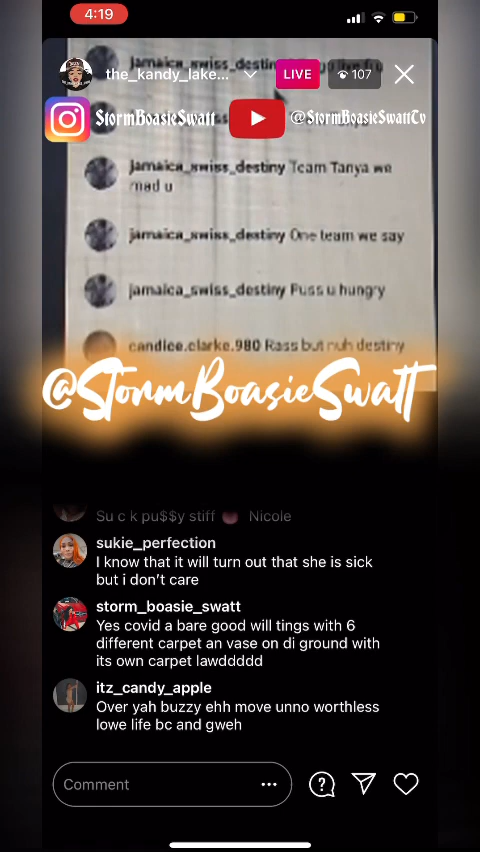 4:19
the_kandy_lake...
LIVE
107
StormBoasieSwatt
@StormBoasieSwattTv
jamaica_swiss_destiny Team Tanya we
mad u
jamaica_swiss_destiny One team we say
jamaica_swiss_destiny Puss u hungry
candice.clarke.980 Rass but nuh destiny
@StormBoasieSwatt
Su c k pu$$y stiff 👅 Nicole
sukie_perfection
I know that it will turn out that she is sick
but i don't care
storm_boasie_swatt
Yes covid a bare good will tings with 6
different carpet an vase on di ground with
its own carpet lawddddd
itz_candy_apple
Over yah buzzy ehh move unno worthless
lowe life bc and gweh
Comment